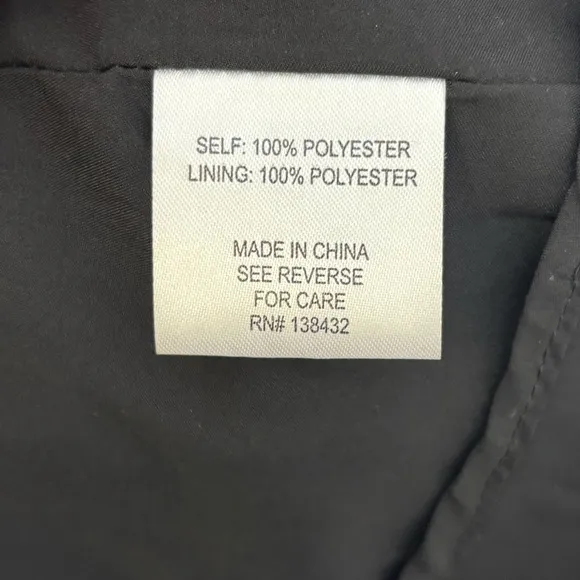 SELF: 100% POLYESTER
LINING: 100% POLYESTER
MADE IN CHINA
SEE REVERSE
FOR CARE
RN# 138432